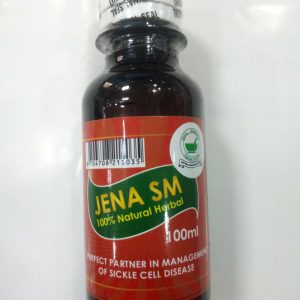 JENA SM
100% Natural Herbal
100ml
PERFECT PARTNER IN MANAGEMENT
OF SICKLE CELL DISEASE